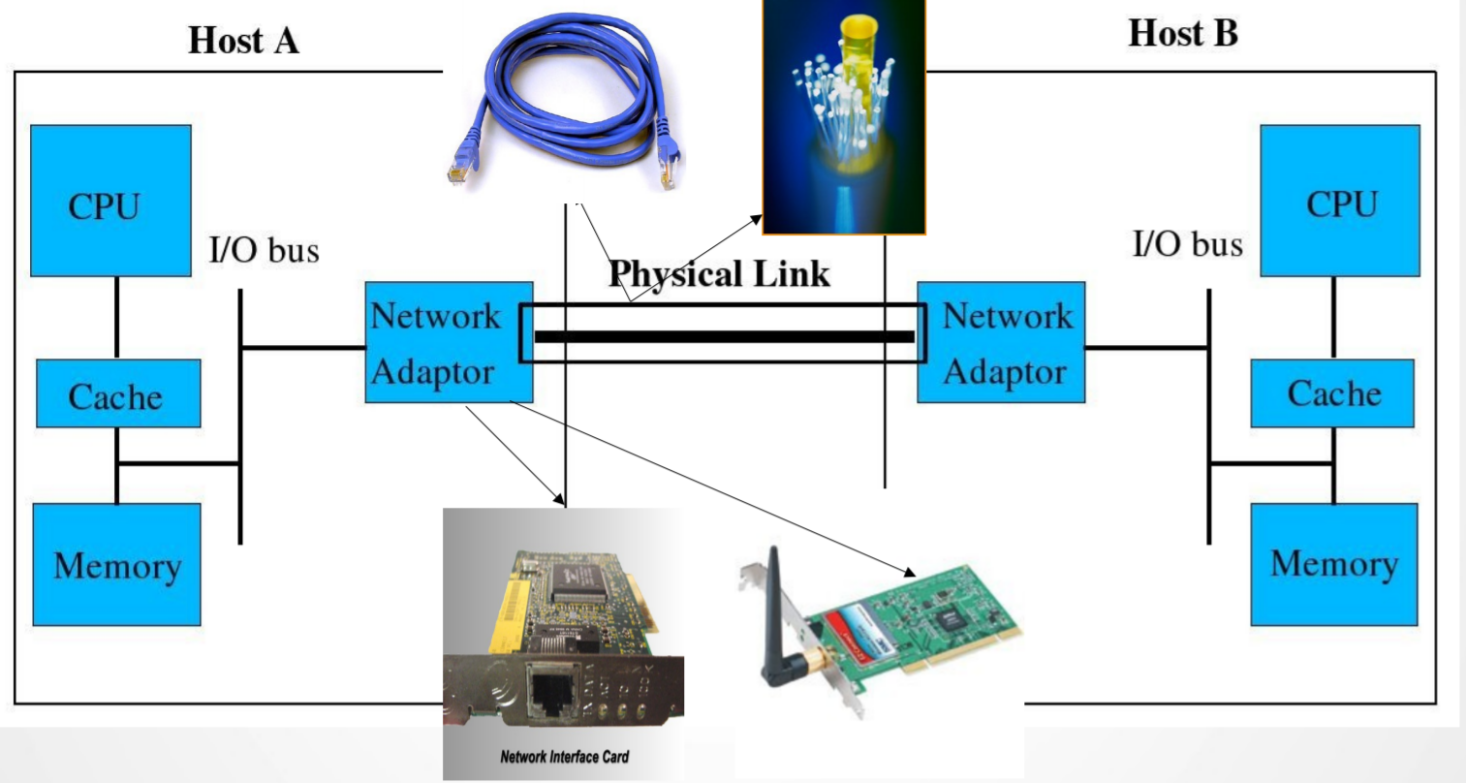 Host A
Host B
CPU
CPU
I/O bus
I/O bus
Physical Link
Network
Adaptor
Network
Adaptor
Cache
Cache
Memory
Memory
Network Interface Card